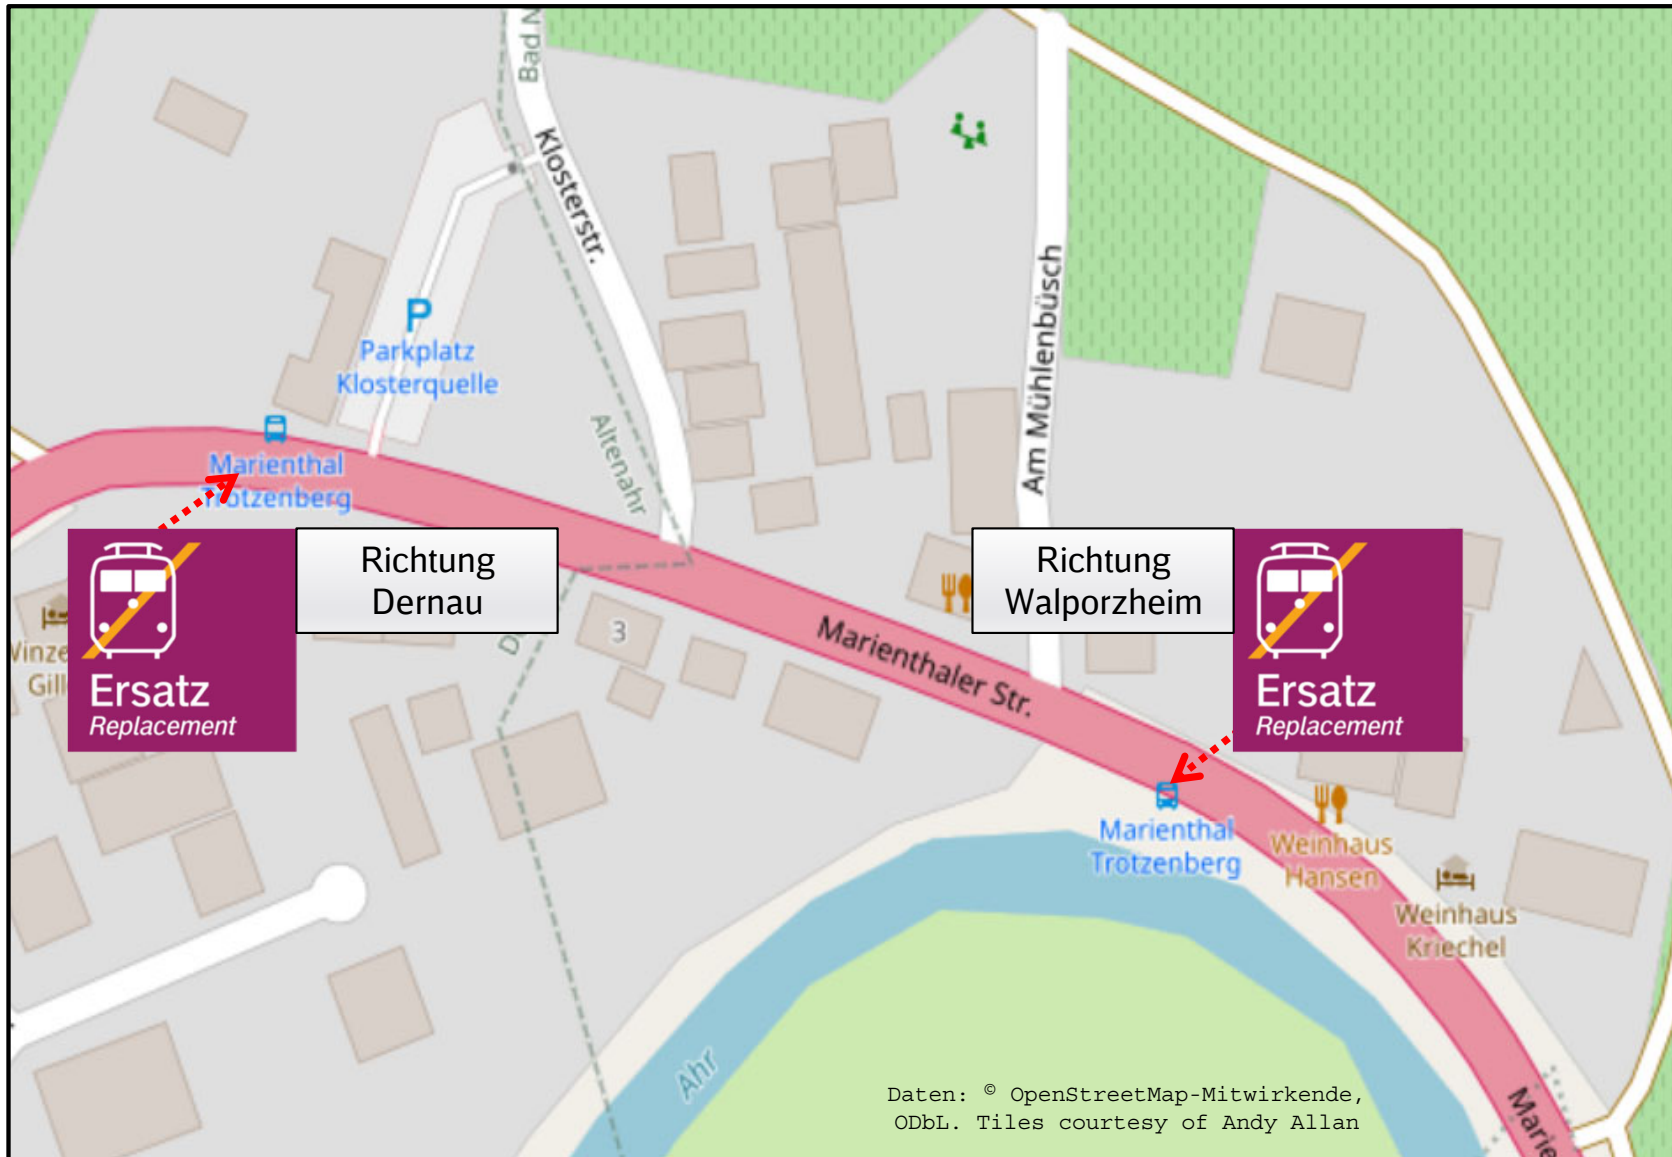 Bad N
Klosterstr.
Parkplatz
Klosterquelle
P
Altenahr
Am Mühlenbüsch
Marienthal
Trotzenberg
Richtung
Dernau
Richtung
Walporzheim
3
Ersatz
Replacement
Ersatz
Replacement
Marienthaler Str.
Marienthal
Trotzenberg
Weinhaus
Hansen
Weinhaus
Kriechel
Ahr
Daten: © OpenStreetMap-Mitwirkende,
ODbL. Tiles courtesy of Andy Allan
Marie